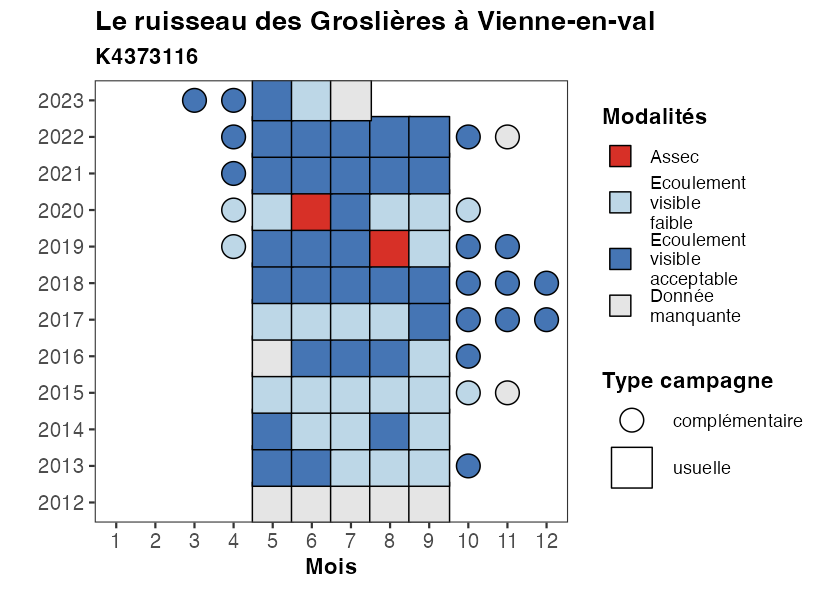 Le ruisseau des Groslières à Vienne-en-val
K4373116
2023
2022
2021
2020
2019
2018
2017
2016
2015
2014
2013
2012
1 2 3 4 5 6 7 8 9 10 11 12
Mois
Modalités
Assec
Ecoulement
visible
faible
Ecoulement
visible
acceptable
Donnée
manquante
Type campagne
complémentaire
usuelle